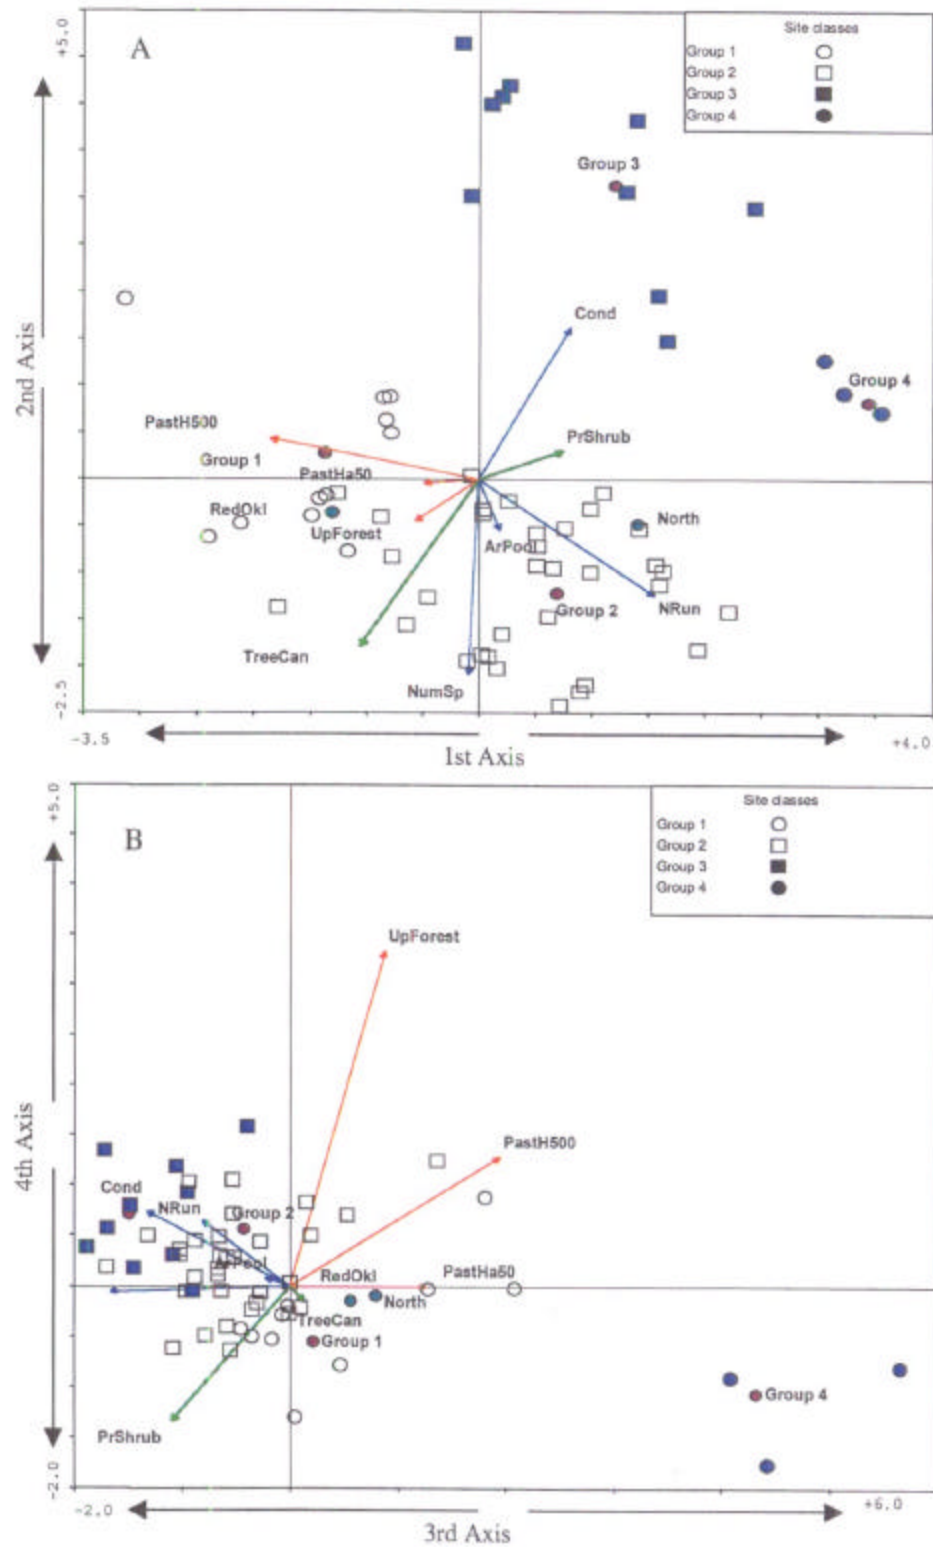 A
+5.0
Site classes
Group 1
Group 2
Group 3
Group 4
Group 3
Cond
Group 4
2nd Axis
PastH500
PrShrub
Group 1
PastHa50
RedOkl
North
UpForest
ArPool
Group 2
NRun
TreeCan
NumSp
-2.5
-3.5
+4.0
1st Axis
B
+5.0
Site classes
Group 1
Group 2
Group 3
Group 4
UpForest
4th Axis
PastH500
Cond
NRun
Group 2
ArPool
RedOkl
PastHa50
North
TreeCan
Group 1
Group 4
PrShrub
-2.0
-2.0
+6.0
3rd Axis